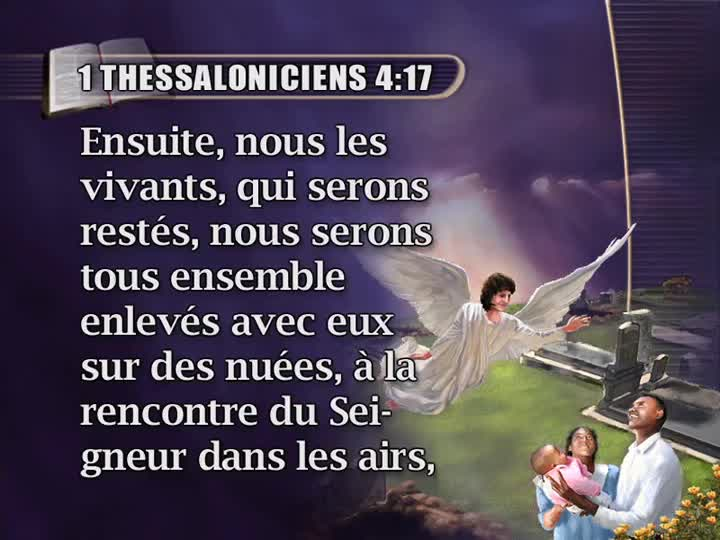 1 THESSALONICIENS 4:17
Ensuite, nous les
vivants, qui serons
restés, nous serons
tous ensemble
enlevés avec eux
sur des nuées, à la
rencontre du Sei-
gneur dans les airs,